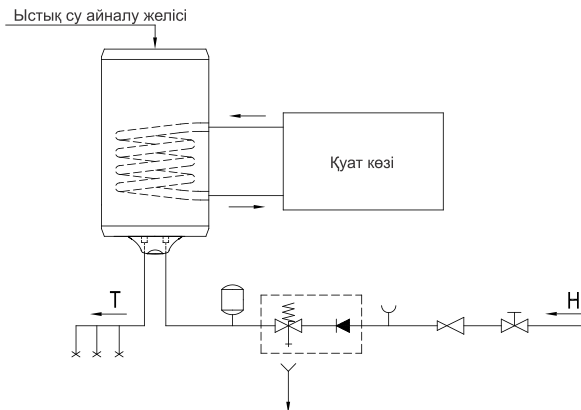 Ыстық су айналу желісі
Қуат көзі
Т
Н